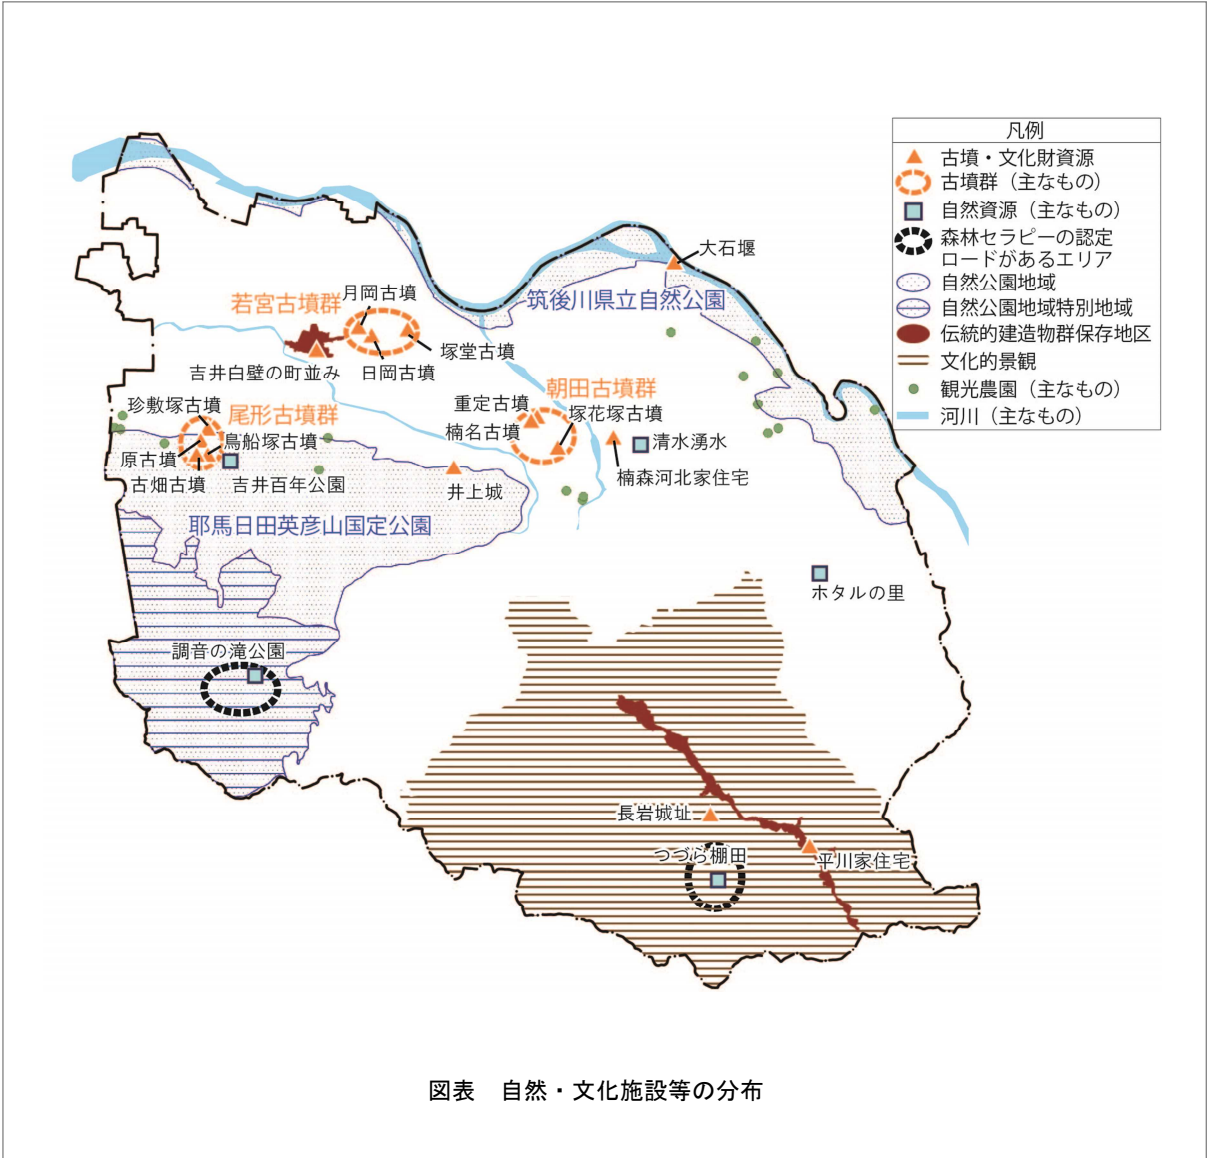 凡例
古墳・文化財資源
古墳群（主なもの）
自然資源（主なもの）
森林セラピーの認定
ロードがあるエリア
自然公園地域
自然公園地域特別地域
伝統的建造物群保存地区
文化的景観
観光農園（主なもの）
河川（主なもの）
大石堰
筑後川県立自然公園
若宮古墳群
月岡古墳
塚堂古墳
日岡古墳
吉井白壁の町並み
朝田古墳群
重定古墳
塚花塚古墳
楠名古墳
清水湧水
楠森河北家住宅
珍敷塚古墳
尾形古墳群
鳥船塚古墳
原古墳
古畑古墳
吉井百年公園
井上城
耶馬日田英彦山国定公園
ホタルの里
調音の滝公園
長岩城址
つづら棚田
平川家住宅
図表　自然・文化施設等の分布